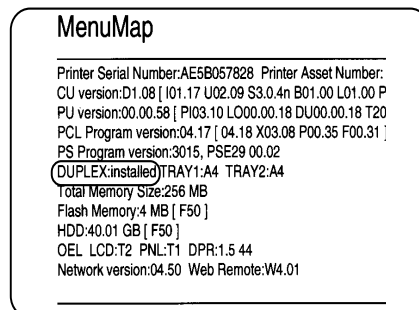 MenuMap
Printer Serial Number:AE5B057828 Printer Asset Number:
CU version:D1.08 [ I01.17 U02.09 S3.0.4n B01.00 L01.00 P
PU version:00.00.58 [ PI03.10 LO00.00.18 DU00.00.18 T20
PCL Program version:04.17 [ 04.18 X03.08 P00.35 F00.31 ]
PS Program version:3015, PSE29 00.02
DUPLEX:installed TRAY1:A4 TRAY2:A4
Total Memory Size:256 MB
Flash Memory:4 MB [ F50 ]
HDD:40.01 GB [ F50 ]
OEL LCD:T2 PNL:T1 DPR:1.5 44
Network version:04.50 Web Remote:W4.01